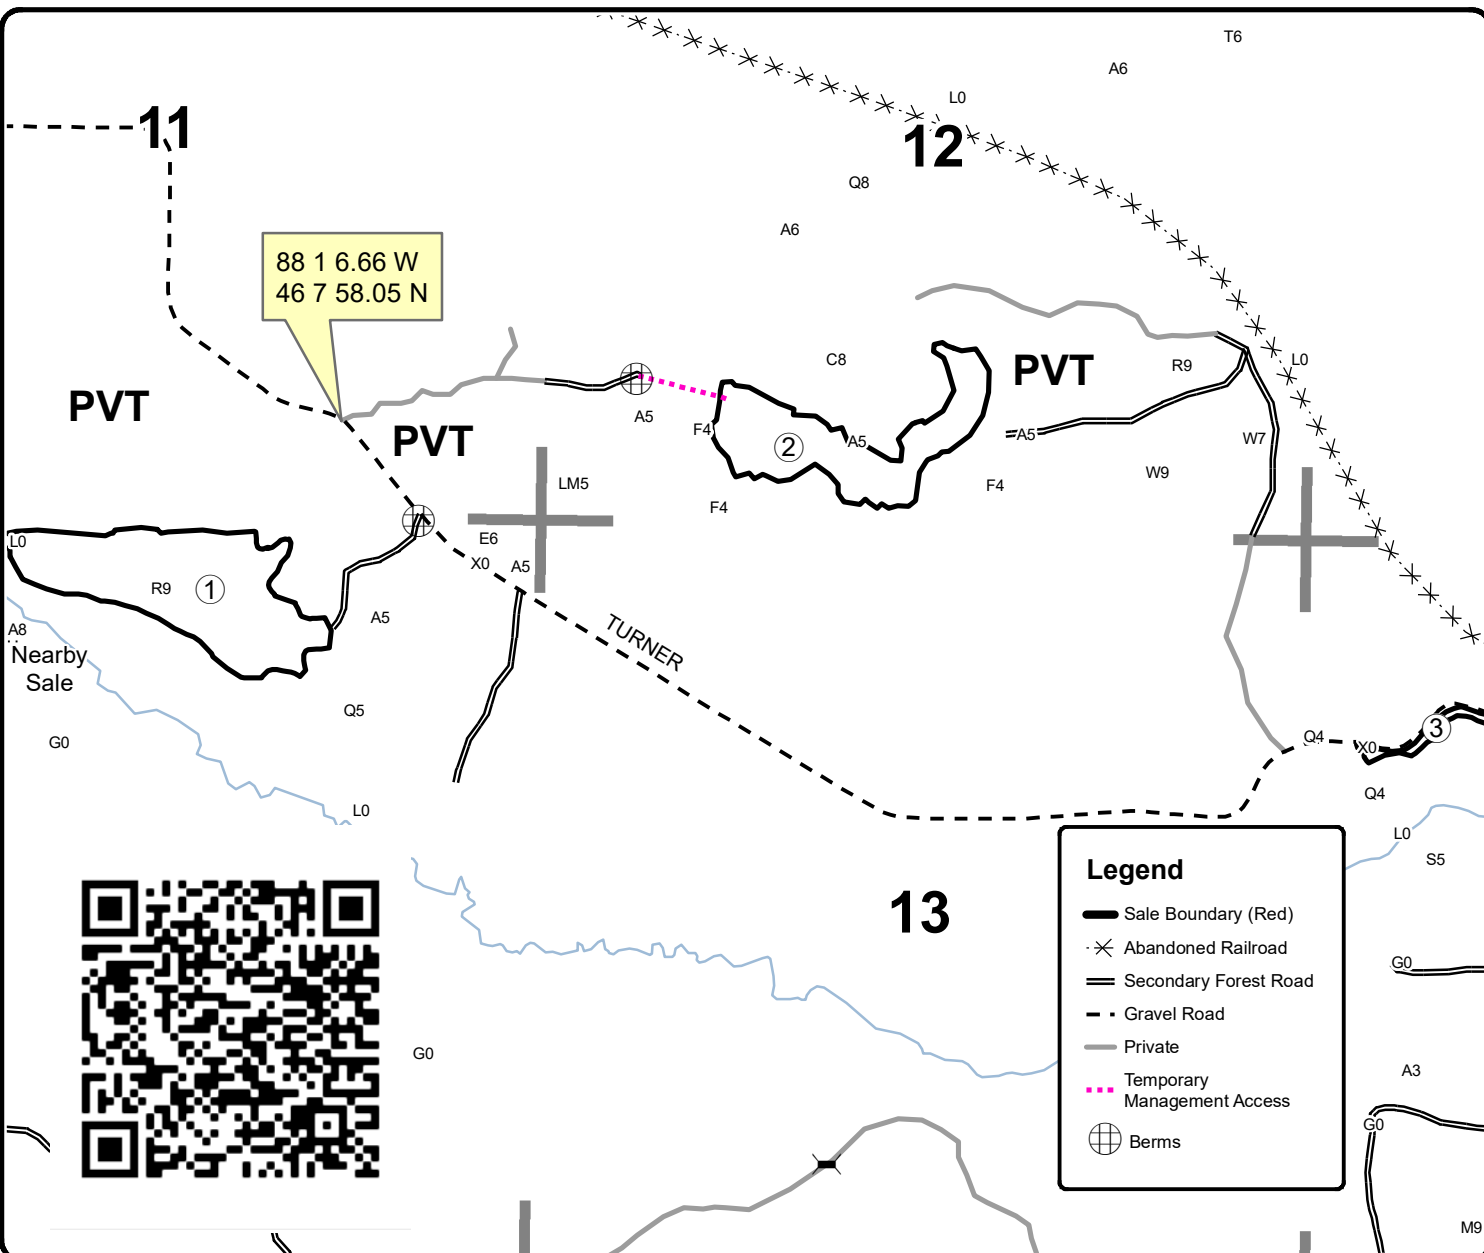 T6
A6
L0
11
12
Q8
A6
88 1 6.66 W
46 7 58.05 N
C8
PVT
R9
L0
PVT
A5
F4
PVT
A5
2
A5
W7
LM5
F4
W9
F4
L0
E6
X0
A5
R9
1
A5
A8
TURNER
Nearby
Sale
Q5
G0
Q4
X0
3
Q4
L0
L0
S5
Legend
Sale Boundary (Red)
Abandoned Railroad
Secondary Forest Road
Gravel Road
Private
Temporary
Management Access
Berms
13
G0
G0
A3
G0
M9